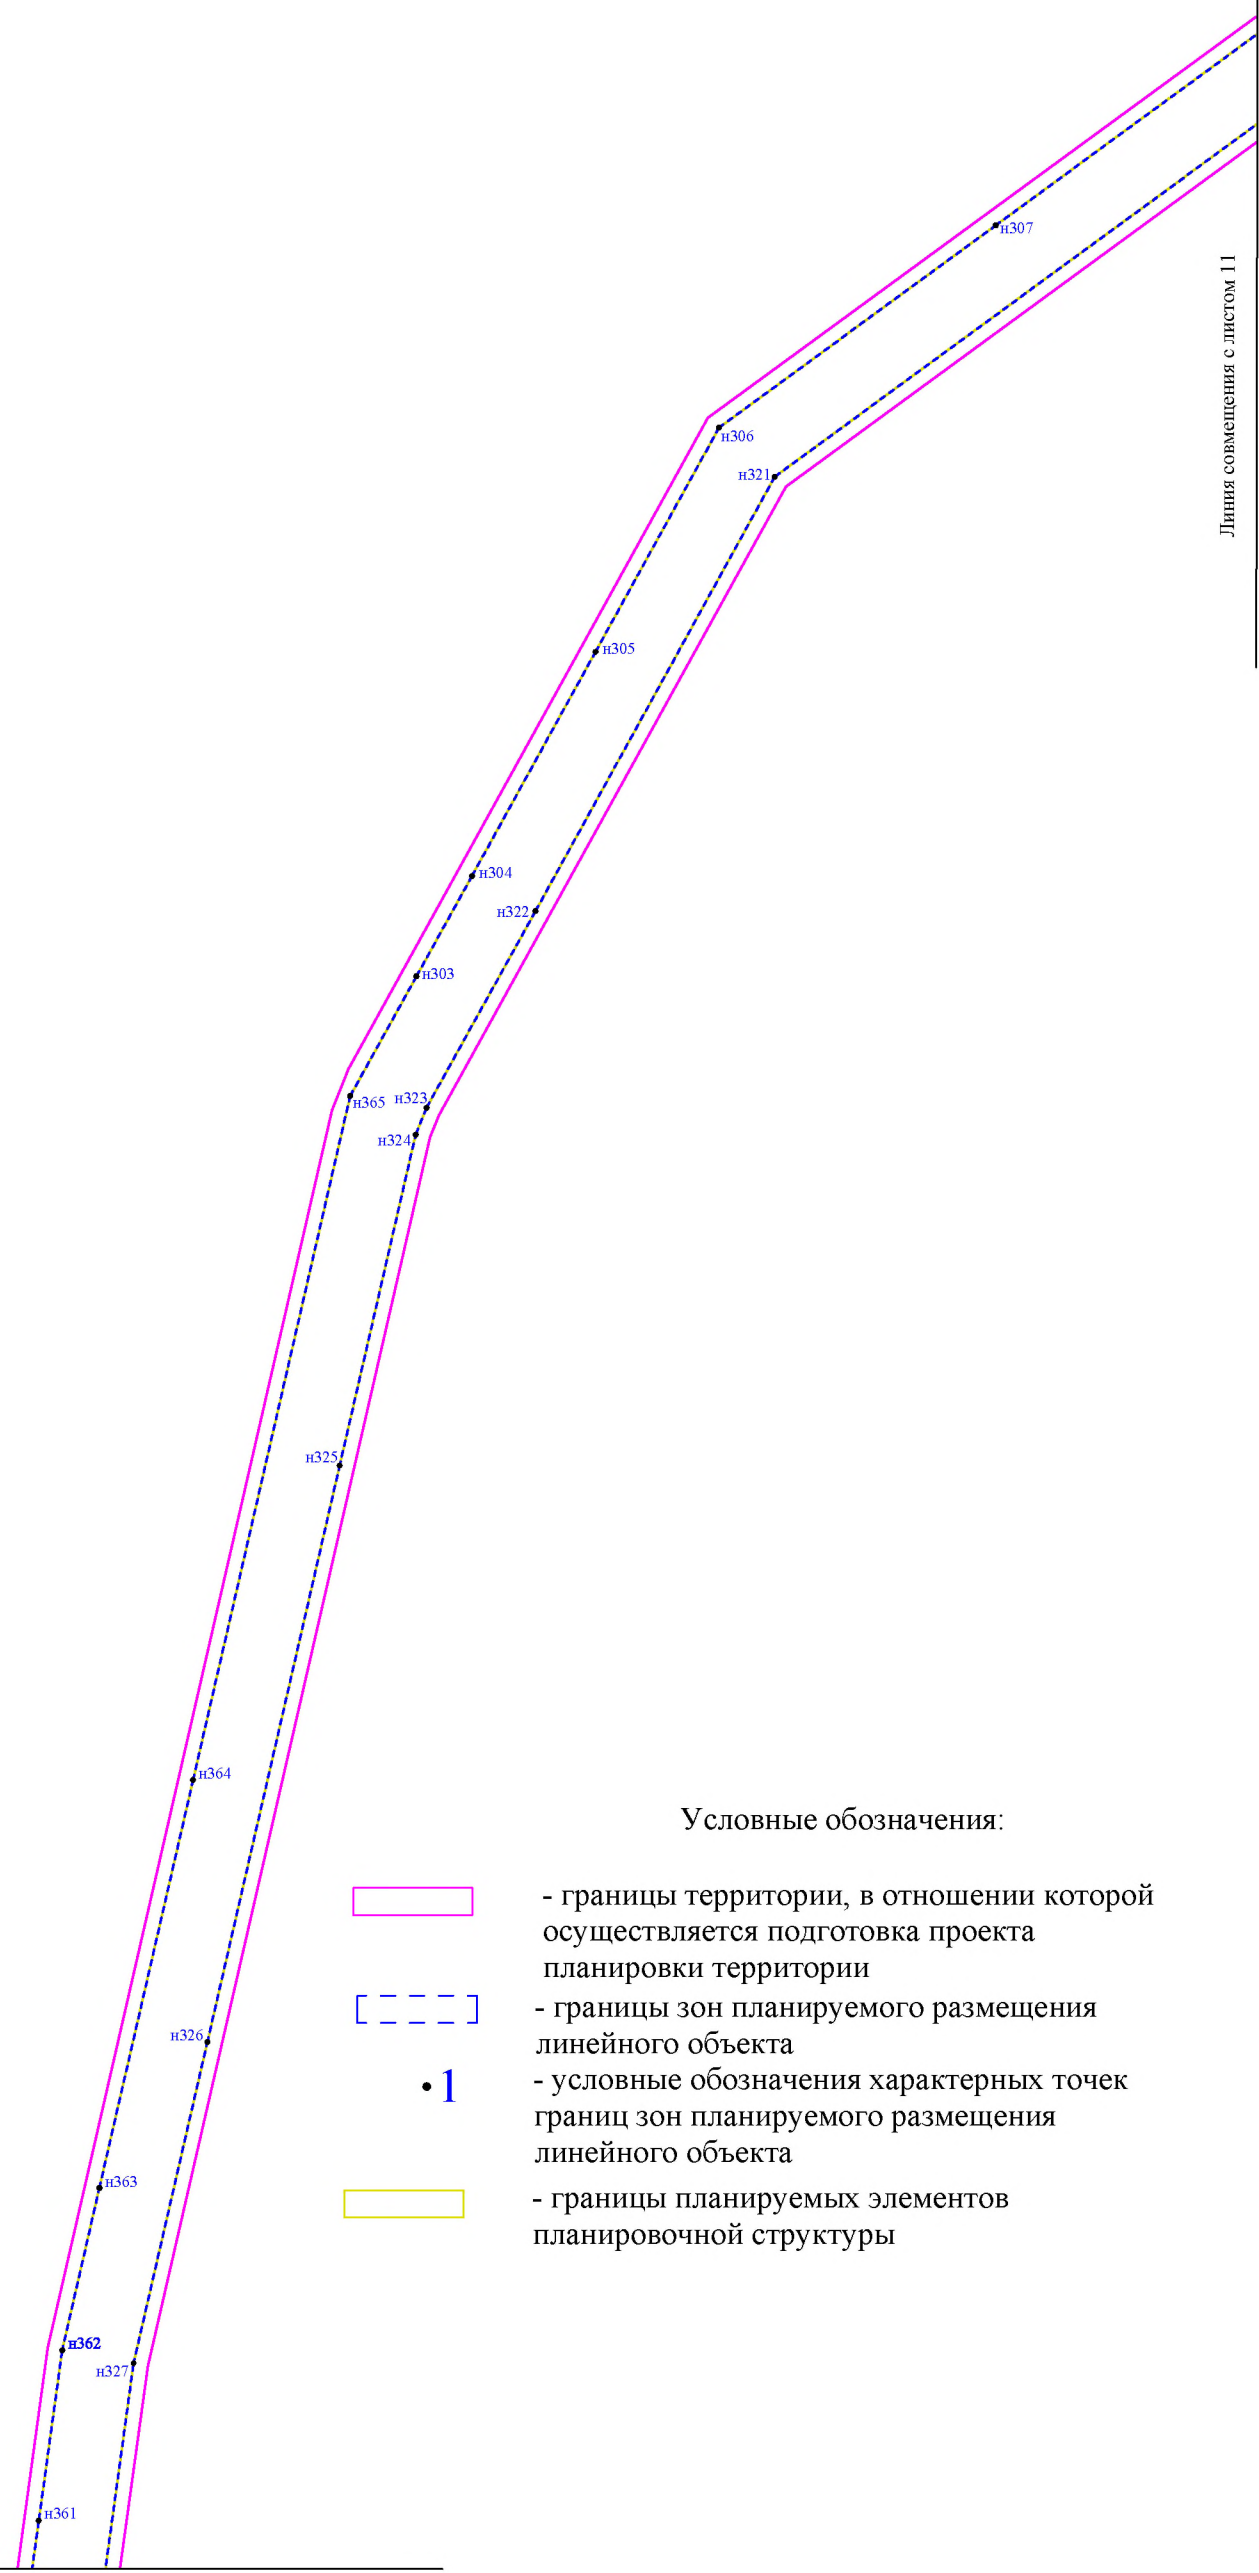 н307
Линия совмещения с листом 11
н306
н321
н305
н304
н322
н303
н365
н323
н324
н325
н364
Условные обозначения:
- границы территории, в отношении которой
осуществляется подготовка проекта
планировки территории
- границы зон планируемого размещения
линейного объекта
1
- условные обозначения характерных точек
границ зон планируемого размещения
линейного объекта
- границы планируемых элементов
планировочной структуры
н326
н363
н362
н327
н361